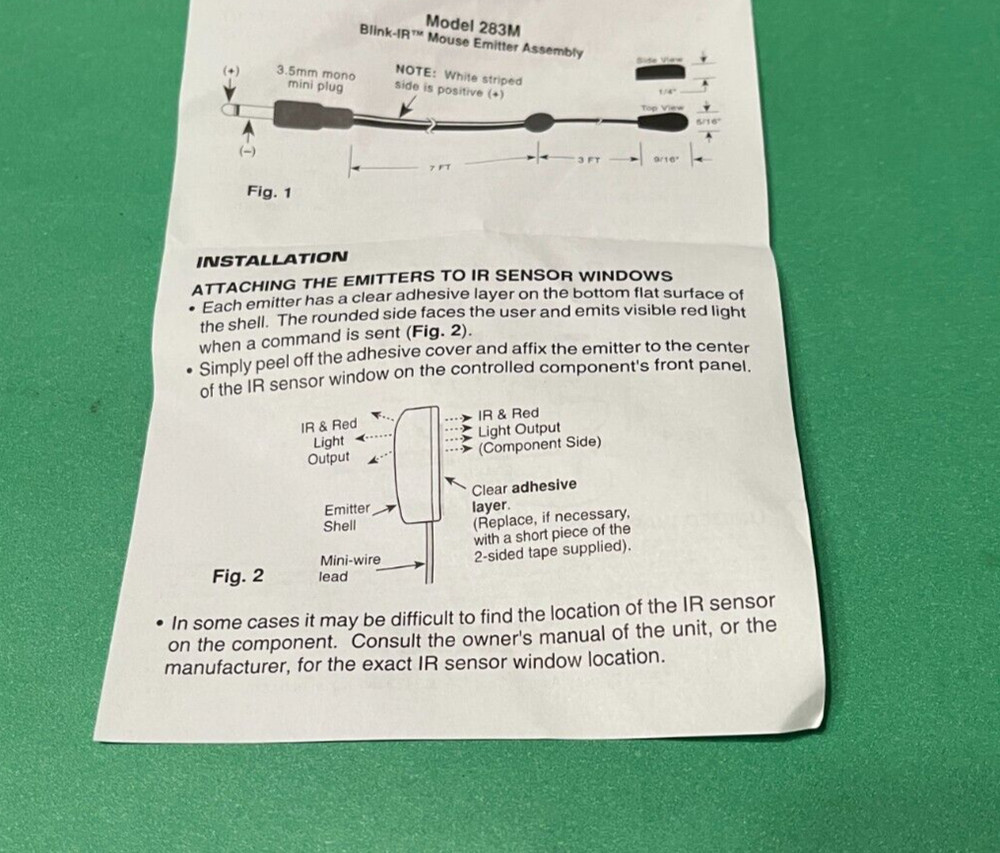 Model 283M
Blink-IR™ Mouse Emitter Assembly
(+)
3.5mm mono
mini plug
NOTE: White striped
side is positive (+)
Side View
1/4"
Top View
5/16"
(–)
7 FT
3 FT
9/16"
Fig. 1
INSTALLATION
ATTACHING THE EMITTERS TO IR SENSOR WINDOWS
• Each emitter has a clear adhesive layer on the bottom flat surface of
the shell. The rounded side faces the user and emits visible red light
when a command is sent (Fig. 2).
• Simply peel off the adhesive cover and affix the emitter to the center
of the IR sensor window on the controlled component's front panel.
IR & Red
Light
Output
IR & Red
Light Output
(Component Side)
Emitter
Shell
Clear adhesive
layer.
(Replace, if necessary,
with a short piece of the
2-sided tape supplied).
Mini-wire
lead
Fig. 2
• In some cases it may be difficult to find the location of the IR sensor
on the component. Consult the owner's manual of the unit, or the
manufacturer, for the exact IR sensor window location.